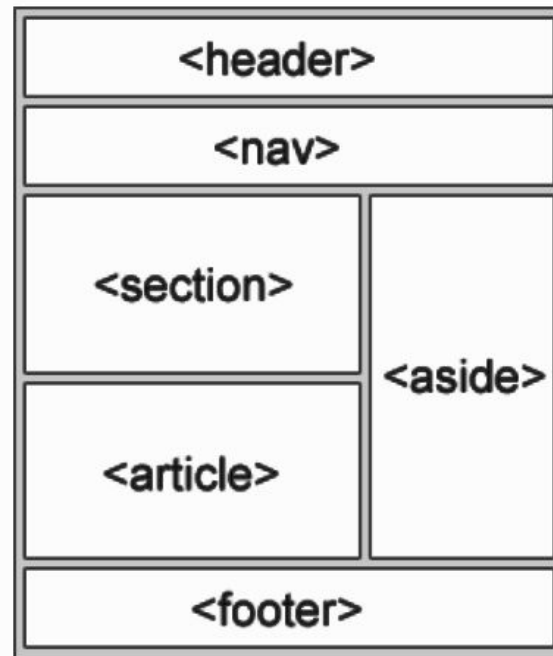 <header>
<nav>
<section>
<aside>
<article>
<footer>